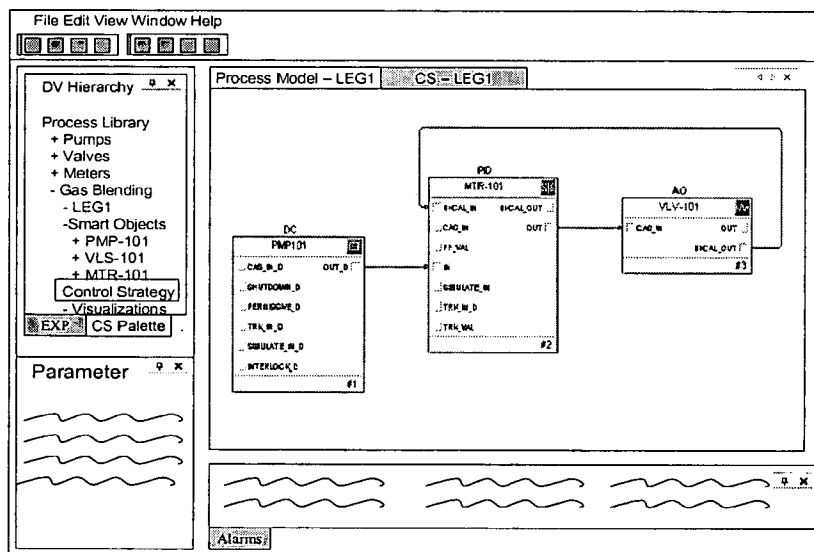 File Edit View Window Help
DV Hierarchy
Process Library
+ Pumps
+ Valves
+ Meters
- Gas Blending
- LEG1
-Smart Objects
+ PMP-101
+ VLS-101
+ MTR-101
Control Strategy
- Visualizations
EXP
CS Palette
Parameter
Process Model – LEG1
CS – LEG1
DC
PMP101
CAS_IN_D OUT_D
SHUTDOWN_D
PERMISSIVE_D
TRK_IN_D
SIMULATE_IN_D
INTERLOCK_D
#1
PID
MTR-101
BKCAL_IN BKCAL_OUT
CAS_IN OUT
FF_VAL
IN
SIMULATE_IN
TRK_IN_D
TRK_VAL
#2
AO
VLV-101
CAS_IN OUT
BKCAL_OUT
#3
Alarms